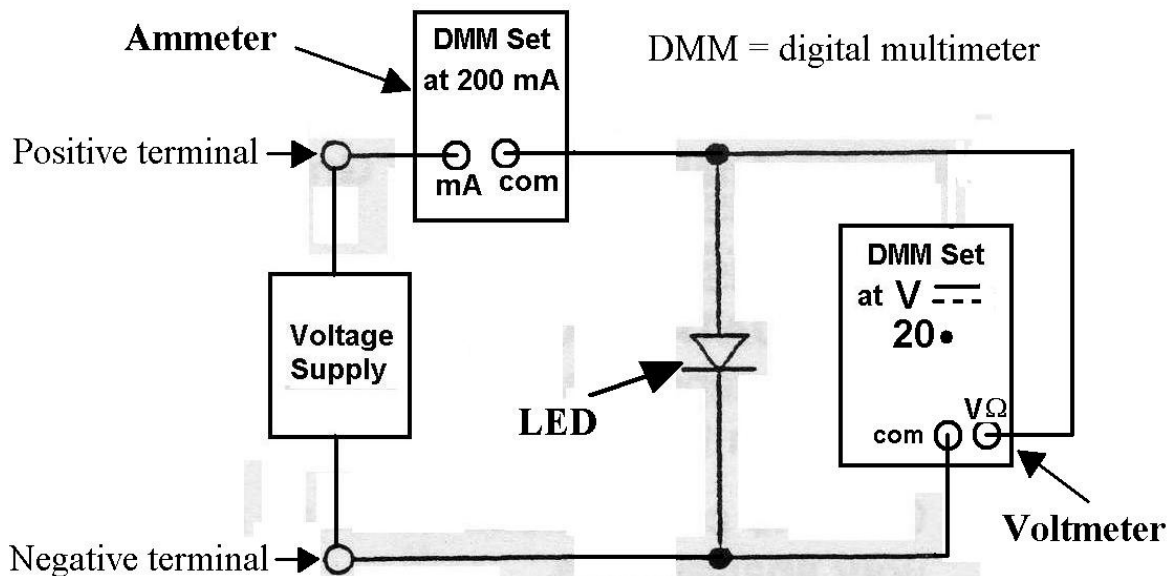 Ammeter
DMM Set
at 200 mA
DMM = digital multimeter
Positive terminal
mA
com
DMM Set
at V
20•
Voltage
Supply
LED
com
VΩ
Voltmeter
Negative terminal